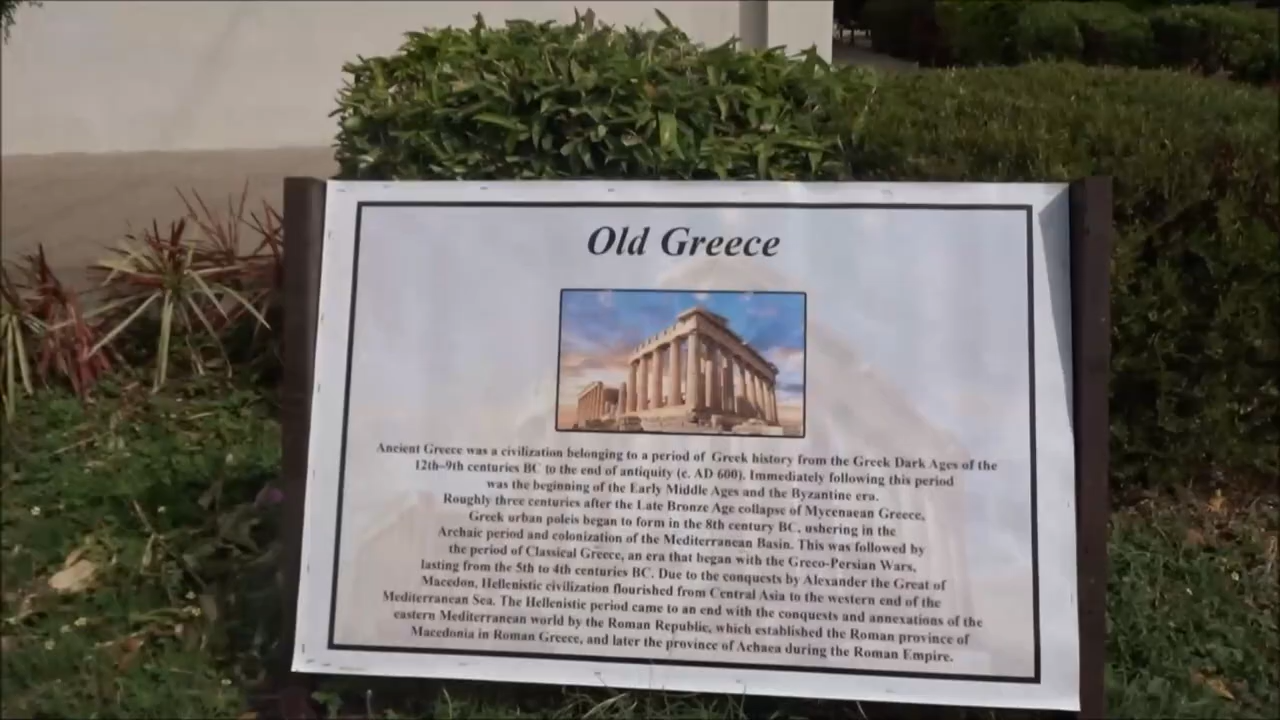 Old Greece
Ancient Greece was a civilization belonging to a period of Greek history from the Greek Dark Ages of the
12th–9th centuries BC to the end of antiquity (c. AD 600). Immediately following this period
was the beginning of the Early Middle Ages and the Byzantine era.
Roughly three centuries after the Late Bronze Age collapse of Mycenaean Greece,
Greek urban poleis began to form in the 8th century BC, ushering in the
Archaic period and colonization of the Mediterranean Basin. This was followed by
the period of Classical Greece, an era that began with the Greco-Persian Wars,
lasting from the 5th to 4th centuries BC. Due to the conquests by Alexander the Great of
Macedon, Hellenistic civilization flourished from Central Asia to the western end of the
Mediterranean Sea. The Hellenistic period came to an end with the conquests and annexations of the
eastern Mediterranean world by the Roman Republic, which established the Roman province of
Macedonia in Roman Greece, and later the province of Achaea during the Roman Empire.